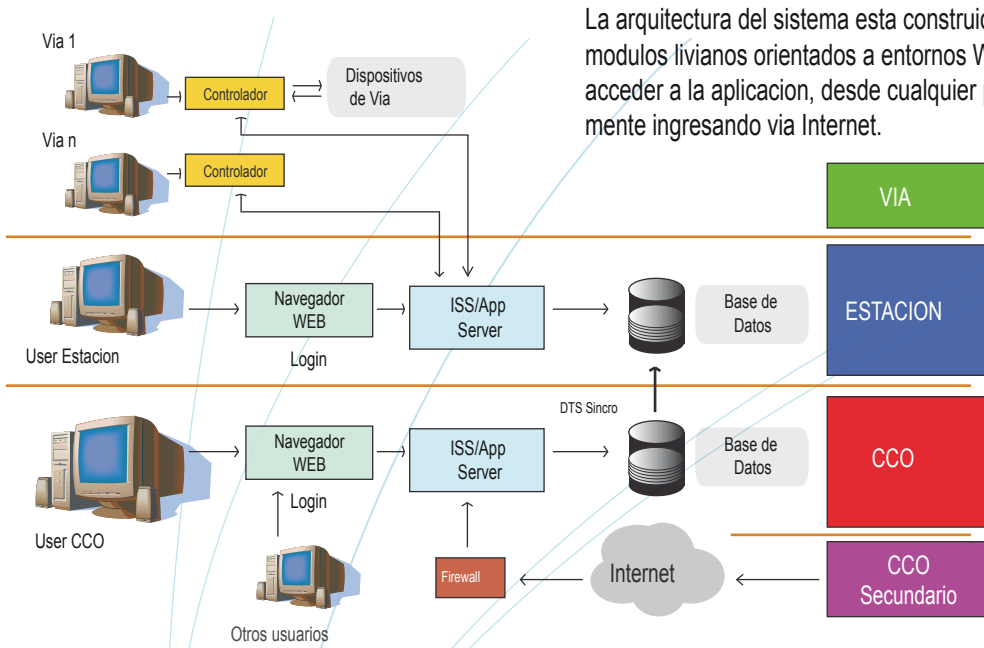 La arquitectura del sistema esta construid
modulos livianos orientados a entornos W
acceder a la aplicacion, desde cualquier
mente ingresando via Internet.
Via 1
Controlador
Dispositivos
de Via
Via n
Controlador
VIA
User Estacion
Navegador
WEB
Login
ISS/App
Server
Base de
Datos
ESTACION
DTS Sincro
User CCO
Navegador
WEB
Login
ISS/App
Server
Base de
Datos
CCO
Otros usuarios
Firewall
Internet
CCO
Secundario